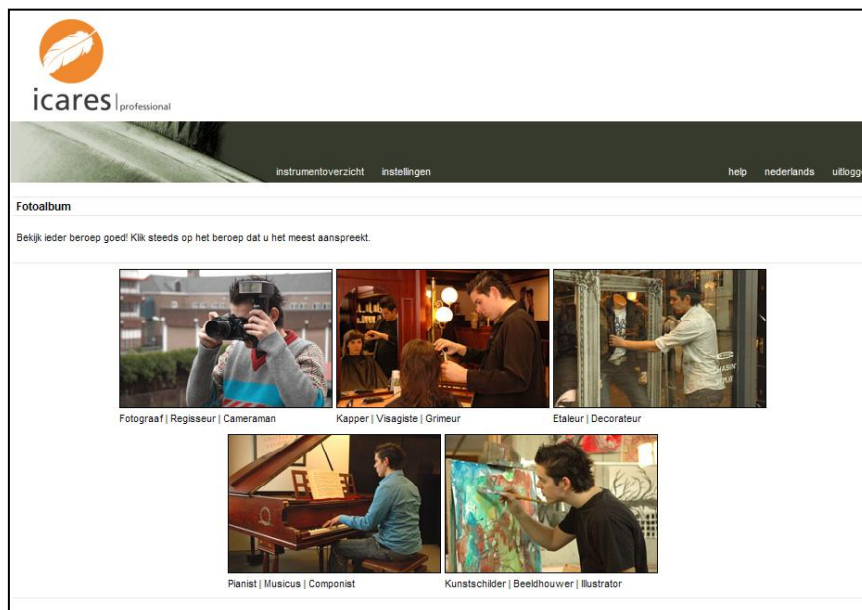 icares | professional
instrumentoverzicht instellingen help nederlands uitlogge
Fotoalbum
Bekijk ieder beroep goed! Klik steeds op het beroep dat u het meest aanspreekt.
Fotograaf | Regisseur | Cameraman Kapper | Visagiste | Grimeur Etaleur | Decorateur
Pianist | Musicus | Componist Kunstschilder | Beeldhouwer | Illustrator